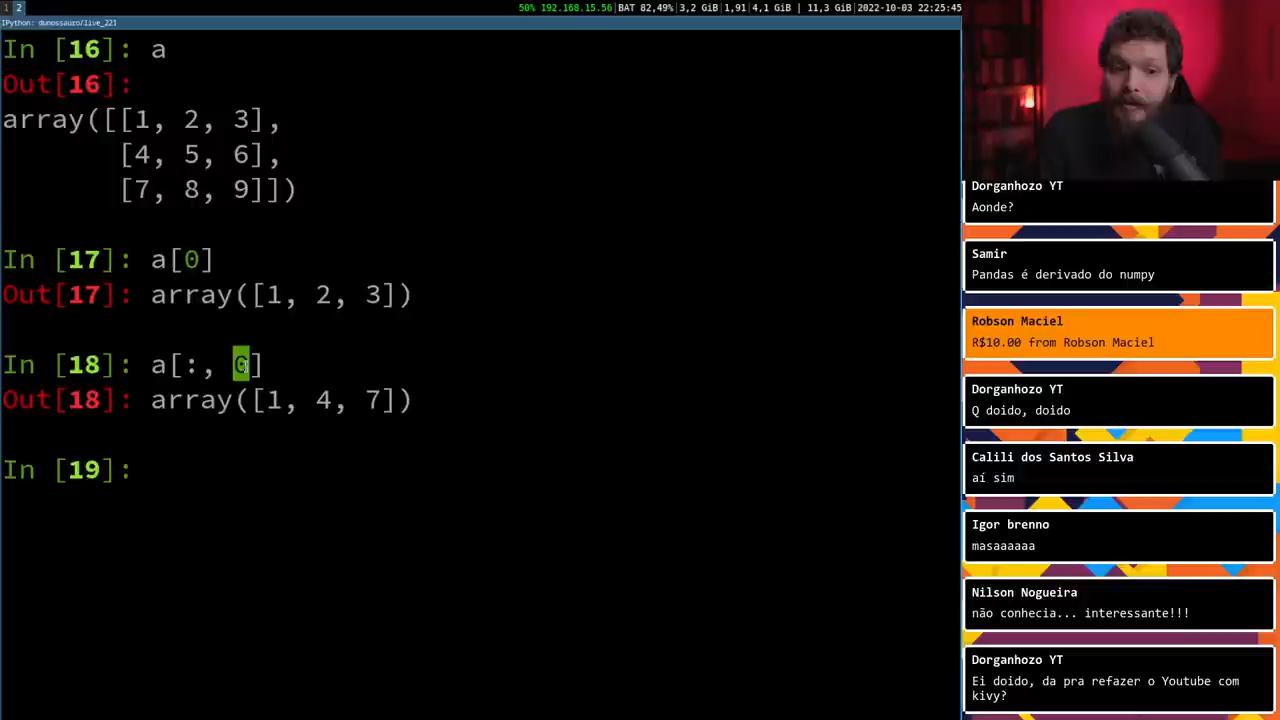 1 2
50% 192.168.15.56|BAT 82,49%|3,2 GiB|1,91|4,1 GiB | 11,3 GiB|2022-10-03 22:25:45
IPython: dunossauro/live_221
In [16]: a
Out[16]:
array([[1, 2, 3],
[4, 5, 6],
[7, 8, 9]])
In [17]: a[0]
Out[17]: array([1, 2, 3])
In [18]: a[:, 0]
Out[18]: array([1, 4, 7])
In [19]:
Dorganhozo YT
Aonde?
Samir
Pandas é derivado do numpy
Robson Maciel
R$10.00 from Robson Maciel
Dorganhozo YT
Q doido, doido
Calili dos Santos Silva
aí sim
Igor brenno
masaaaaaa
Nilson Nogueira
não conhecia... interessante!!!
Dorganhozo YT
Ei doido, da pra refazer o Youtube com
kivy?